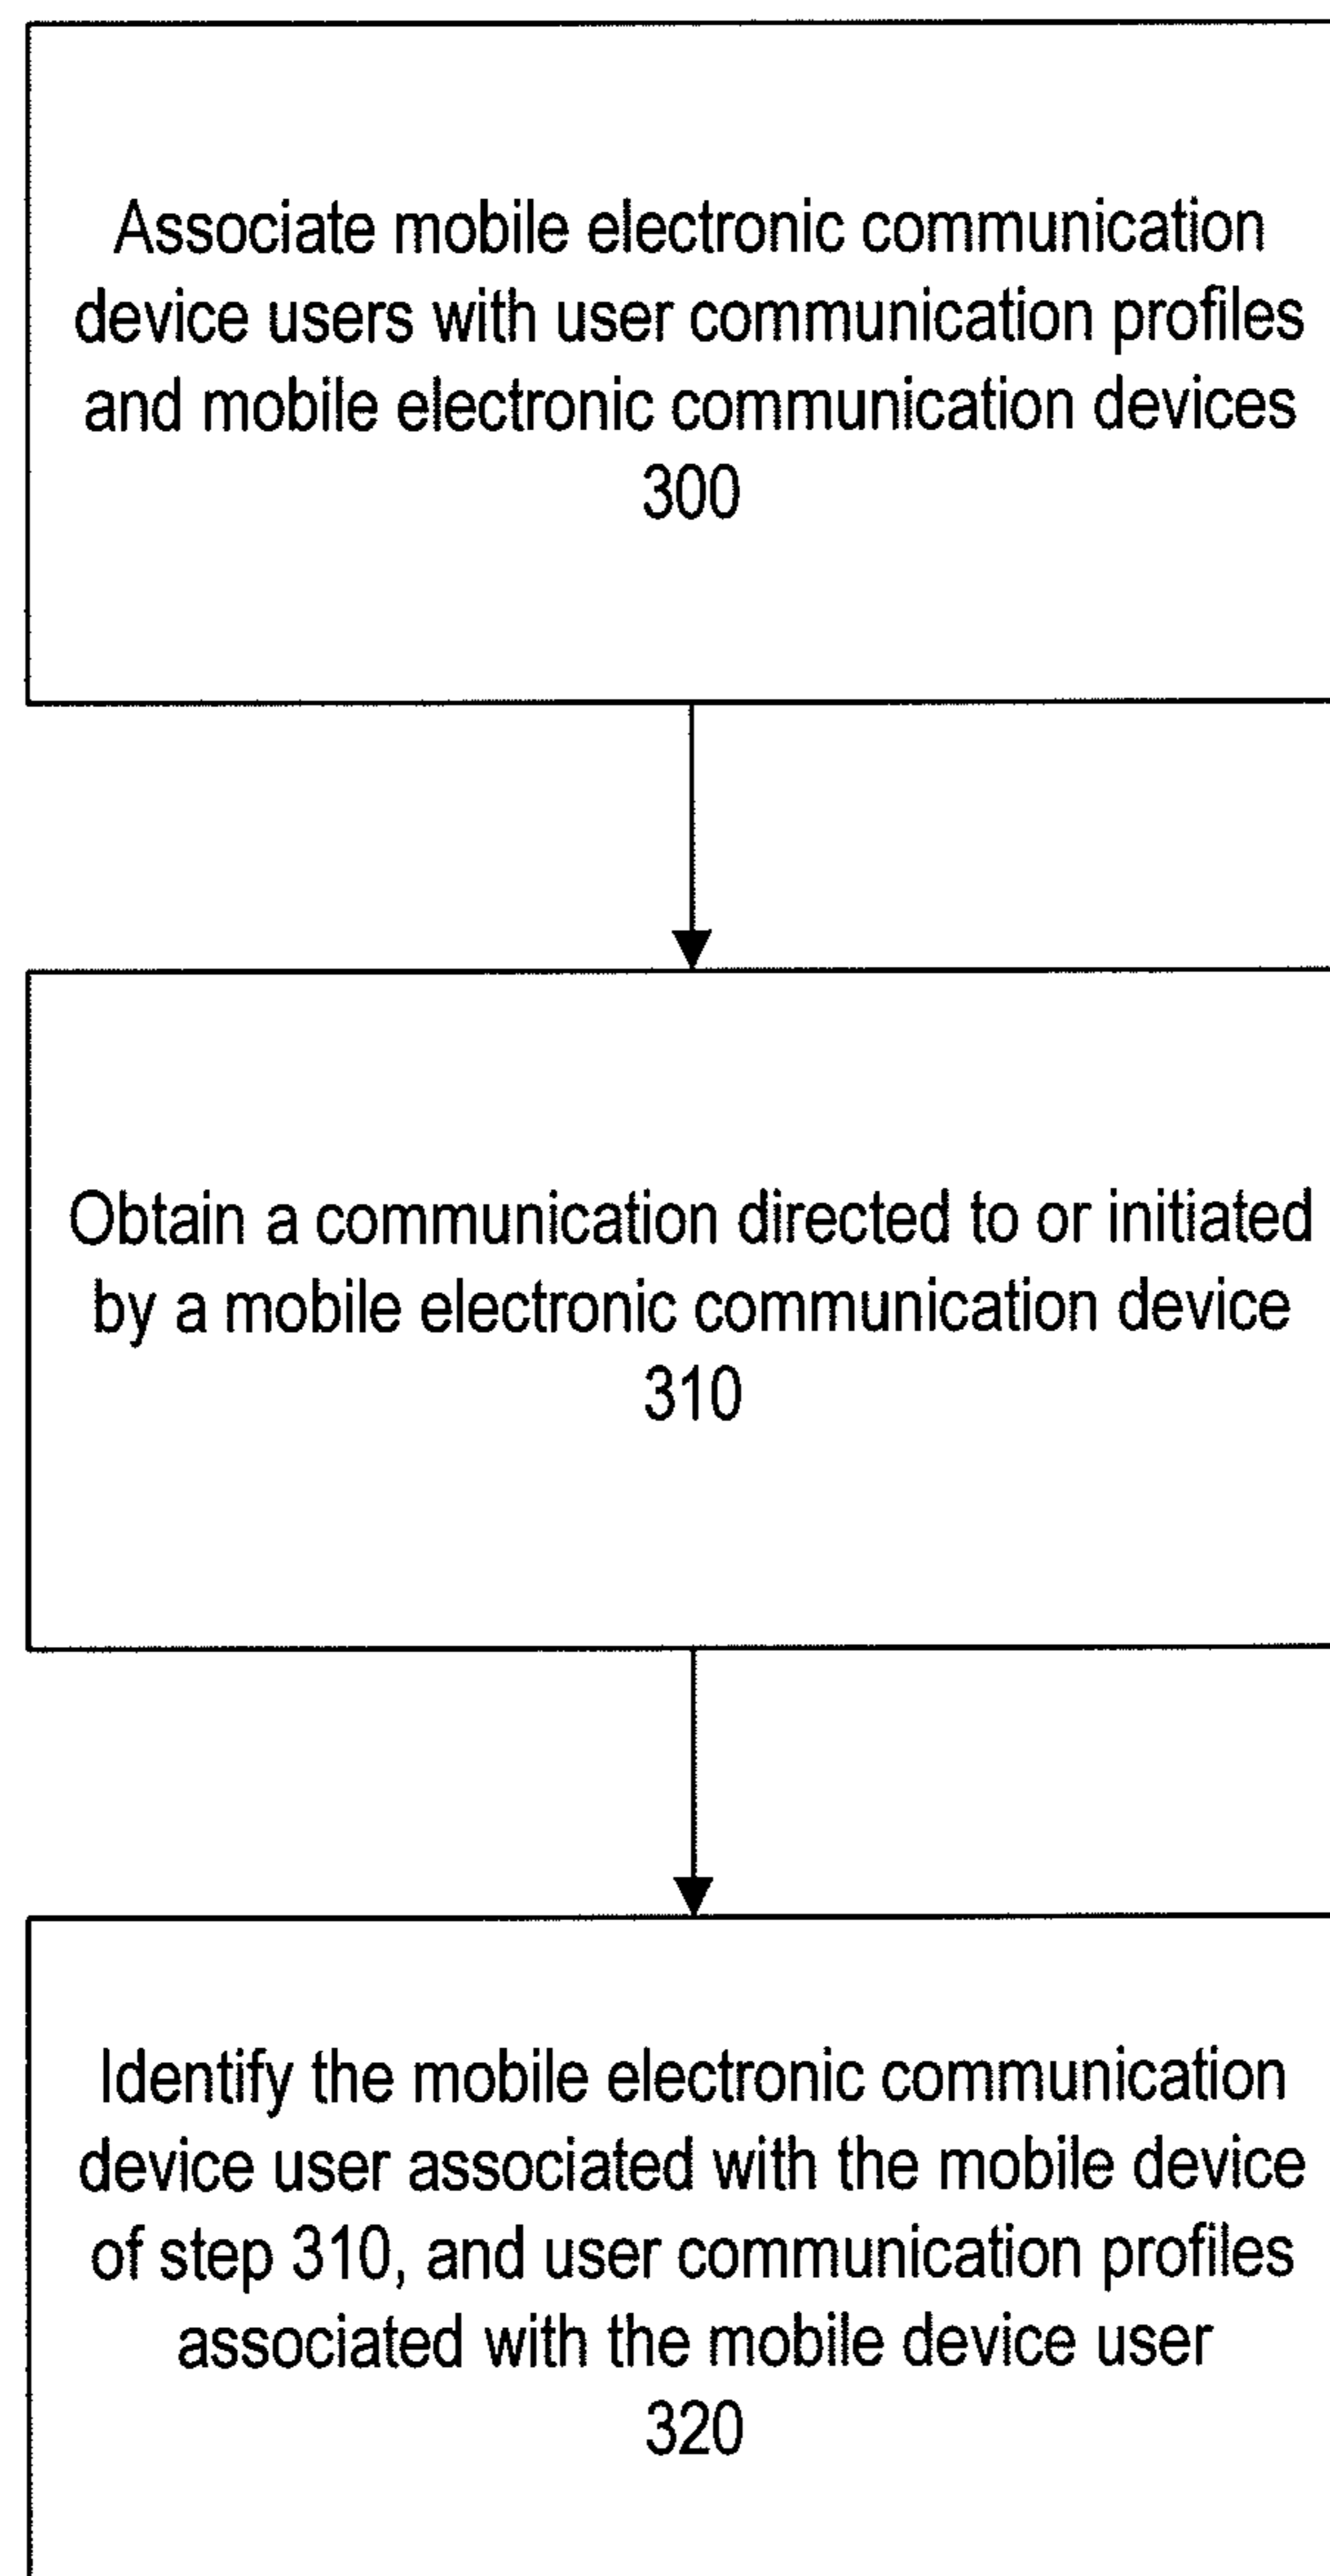 Associate mobile electronic communication
device users with user communication profiles
and mobile electronic communication devices
300
Obtain a communication directed to or initiated
by a mobile electronic communication device
310
Identify the mobile electronic communication
device user associated with the mobile device
of step 310, and user communication profiles
associated with the mobile device user
320